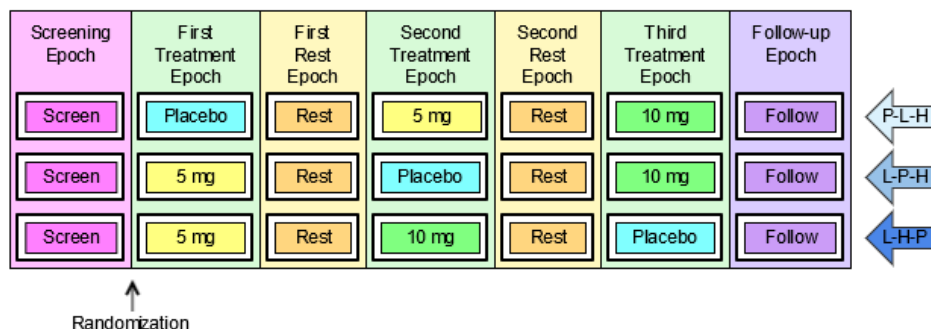 Screening Epoch
First Treatment Epoch
First Rest Epoch
Second Treatment Epoch
Second Rest Epoch
Third Treatment Epoch
Follow-up Epoch
Screen Placebo Rest 5 mg Rest 10 mg Follow P-L-H
Screen 5 mg Rest Placebo Rest 10 mg Follow L-P-H
Screen 5 mg Rest 10 mg Rest Placebo Follow L-H-P
Randomization